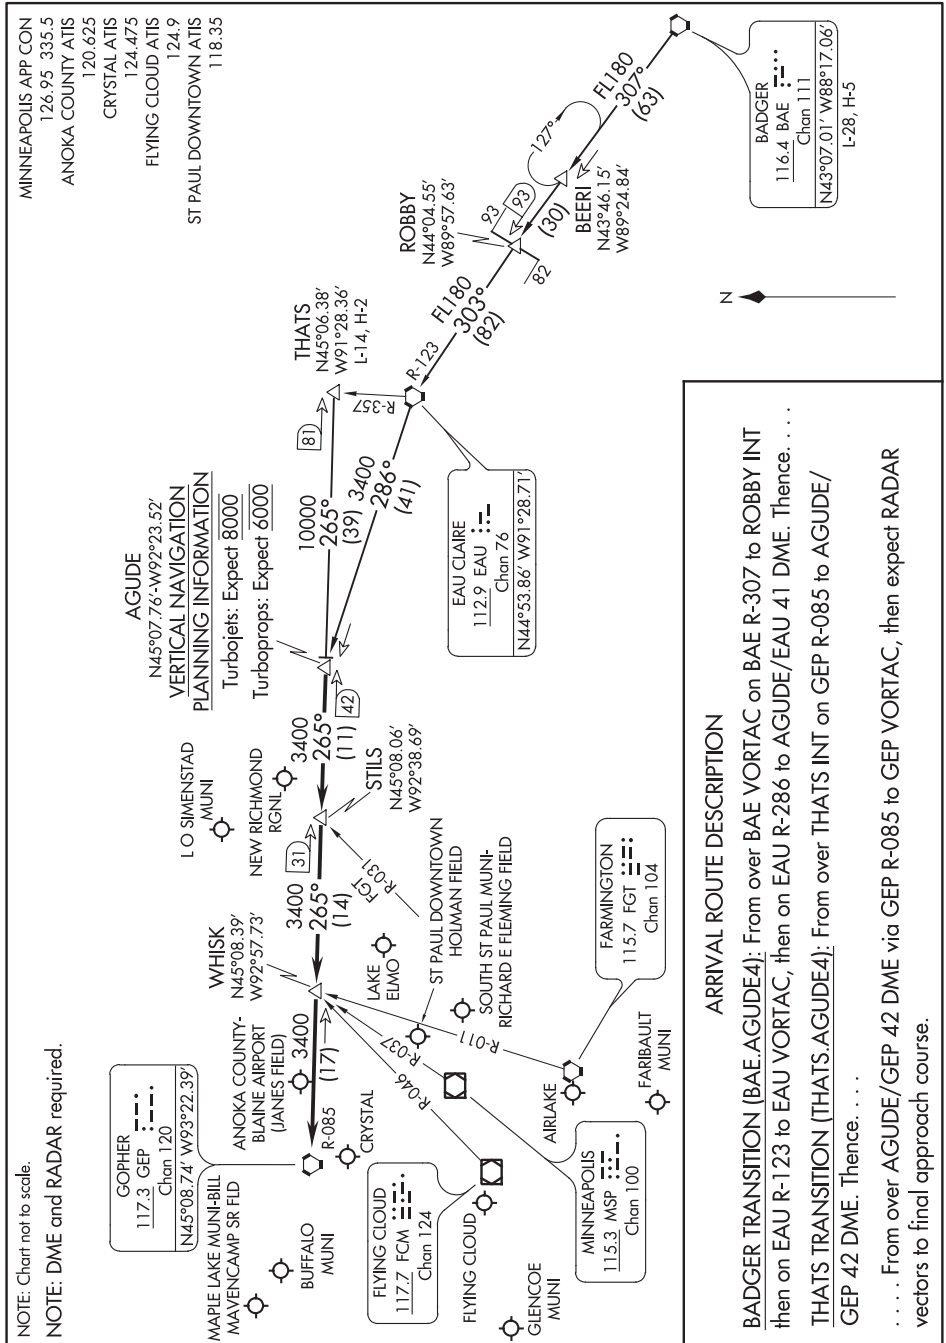 NOTE: Chart not to scale.
NOTE: DME and RADAR required.
MINNEAPOLIS APP CON
126.95 335.5
ANOKA COUNTY ATIS
120.625
CRYSTAL ATIS
124.475
FLYING CLOUD ATIS
124.9
ST PAUL DOWNTOWN ATIS
118.35
GOPHER
117.3 GEP
Chan 120
N45°08.74' W93°22.39'
MAPLE LAKE MUNI-BILL
MAVENCAMP SR FLD
BUFFALO
MUNI
ANOKA COUNTY-
BLAINE AIRPORT
(JANES FIELD)
R-085
CRYSTAL
3400
(17)
WHISK
N45°08.39'
W92°57.73'
3400
265°
(14)
31
L O SIMENSTAD
MUNI
NEW RICHMOND
RGNL
STILS
N45°08.06'
W92°38.69'
3400
265°
(11)
42
AGUDE
N45°07.76'-W92°23.52'
VERTICAL NAVIGATION
PLANNING INFORMATION
Turbojets: Expect 8000
Turboprops: Expect 6000
10000
265°
(39)
81
THATS
N45°06.38'
W91°28.36'
L-14, H-2
R-357
3400
286°
(41)
EAU CLAIRE
112.9 EAU
Chan 76
N44°53.86' W91°28.71'
R-123
FL180
303°
(82)
ROBBY
N44°04.55'
W89°57.63'
93
93
82
(30)
BEERI
N43°46.15'
W89°24.84'
127°
FL180
307°
(63)
BADGER
116.4 BAE
Chan 111
N43°07.01' W88°17.06'
L-28, H-5
N
FGT
R-031
LAKE
ELMO
ST PAUL DOWNTOWN
HOLMAN FIELD
SOUTH ST PAUL MUNI-
RICHARD E FLEMING FIELD
R-046
R-037
R-011
FLYING CLOUD
117.7 FCM
Chan 124
FLYING CLOUD
GLENCOE
MUNI
MINNEAPOLIS
115.3 MSP
Chan 100
AIRLAKE
FARMINGTON
115.7 FGT
Chan 104
FARIBAULT
MUNI
ARRIVAL ROUTE DESCRIPTION
BADGER TRANSITION (BAE.AGUDE4): From over BAE VORTAC on BAE R-307 to ROBBY INT
then on EAU R-123 to EAU VORTAC, then on EAU R-286 to AGUDE/EAU 41 DME. Thence. . . .
THATS TRANSITION (THATS.AGUDE4): From over THATS INT on GEP R-085 to AGUDE/
GEP 42 DME. Thence. . . .
. . . . From over AGUDE/GEP 42 DME via GEP R-085 to GEP VORTAC, then expect RADAR
vectors to final approach course.